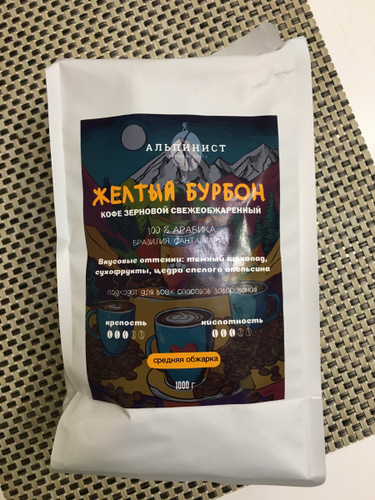 АЛЬПИНИСТ
ЖЕЛТЫЙ БУРБОН
КОФЕ ЗЕРНОВОЙ СВЕЖЕОБЖАРЕННЫЙ
100 % АРАБИКА
БРАЗИЛИЯ,
Вкусовые оттенки: темный шоколад,
сухофрукты, цедра спелого апельсина
подходит для всех способов заваривания
крепость кислотность
средняя обжарка
1000 г